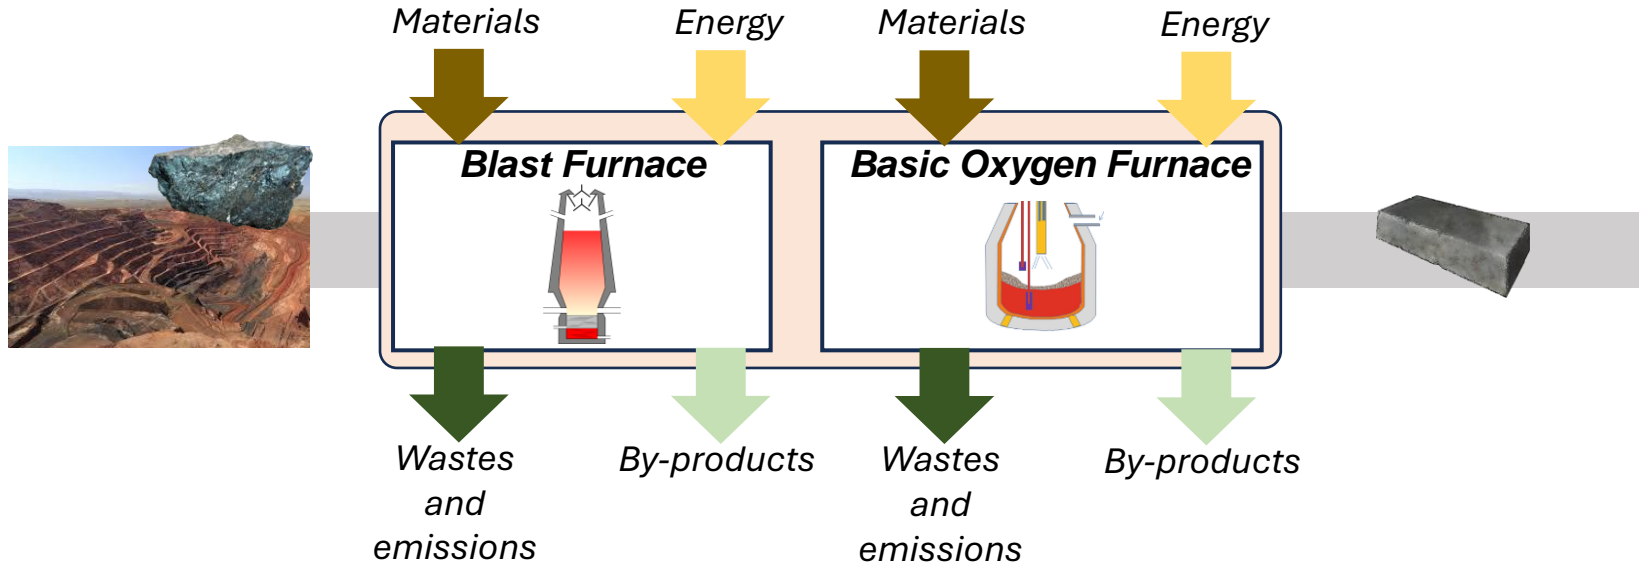 Materials
Energy
Materials
Energy
Blast Furnace
Basic Oxygen Furnace
Wastes
and
emissions
By-products
Wastes
and
emissions
By-products